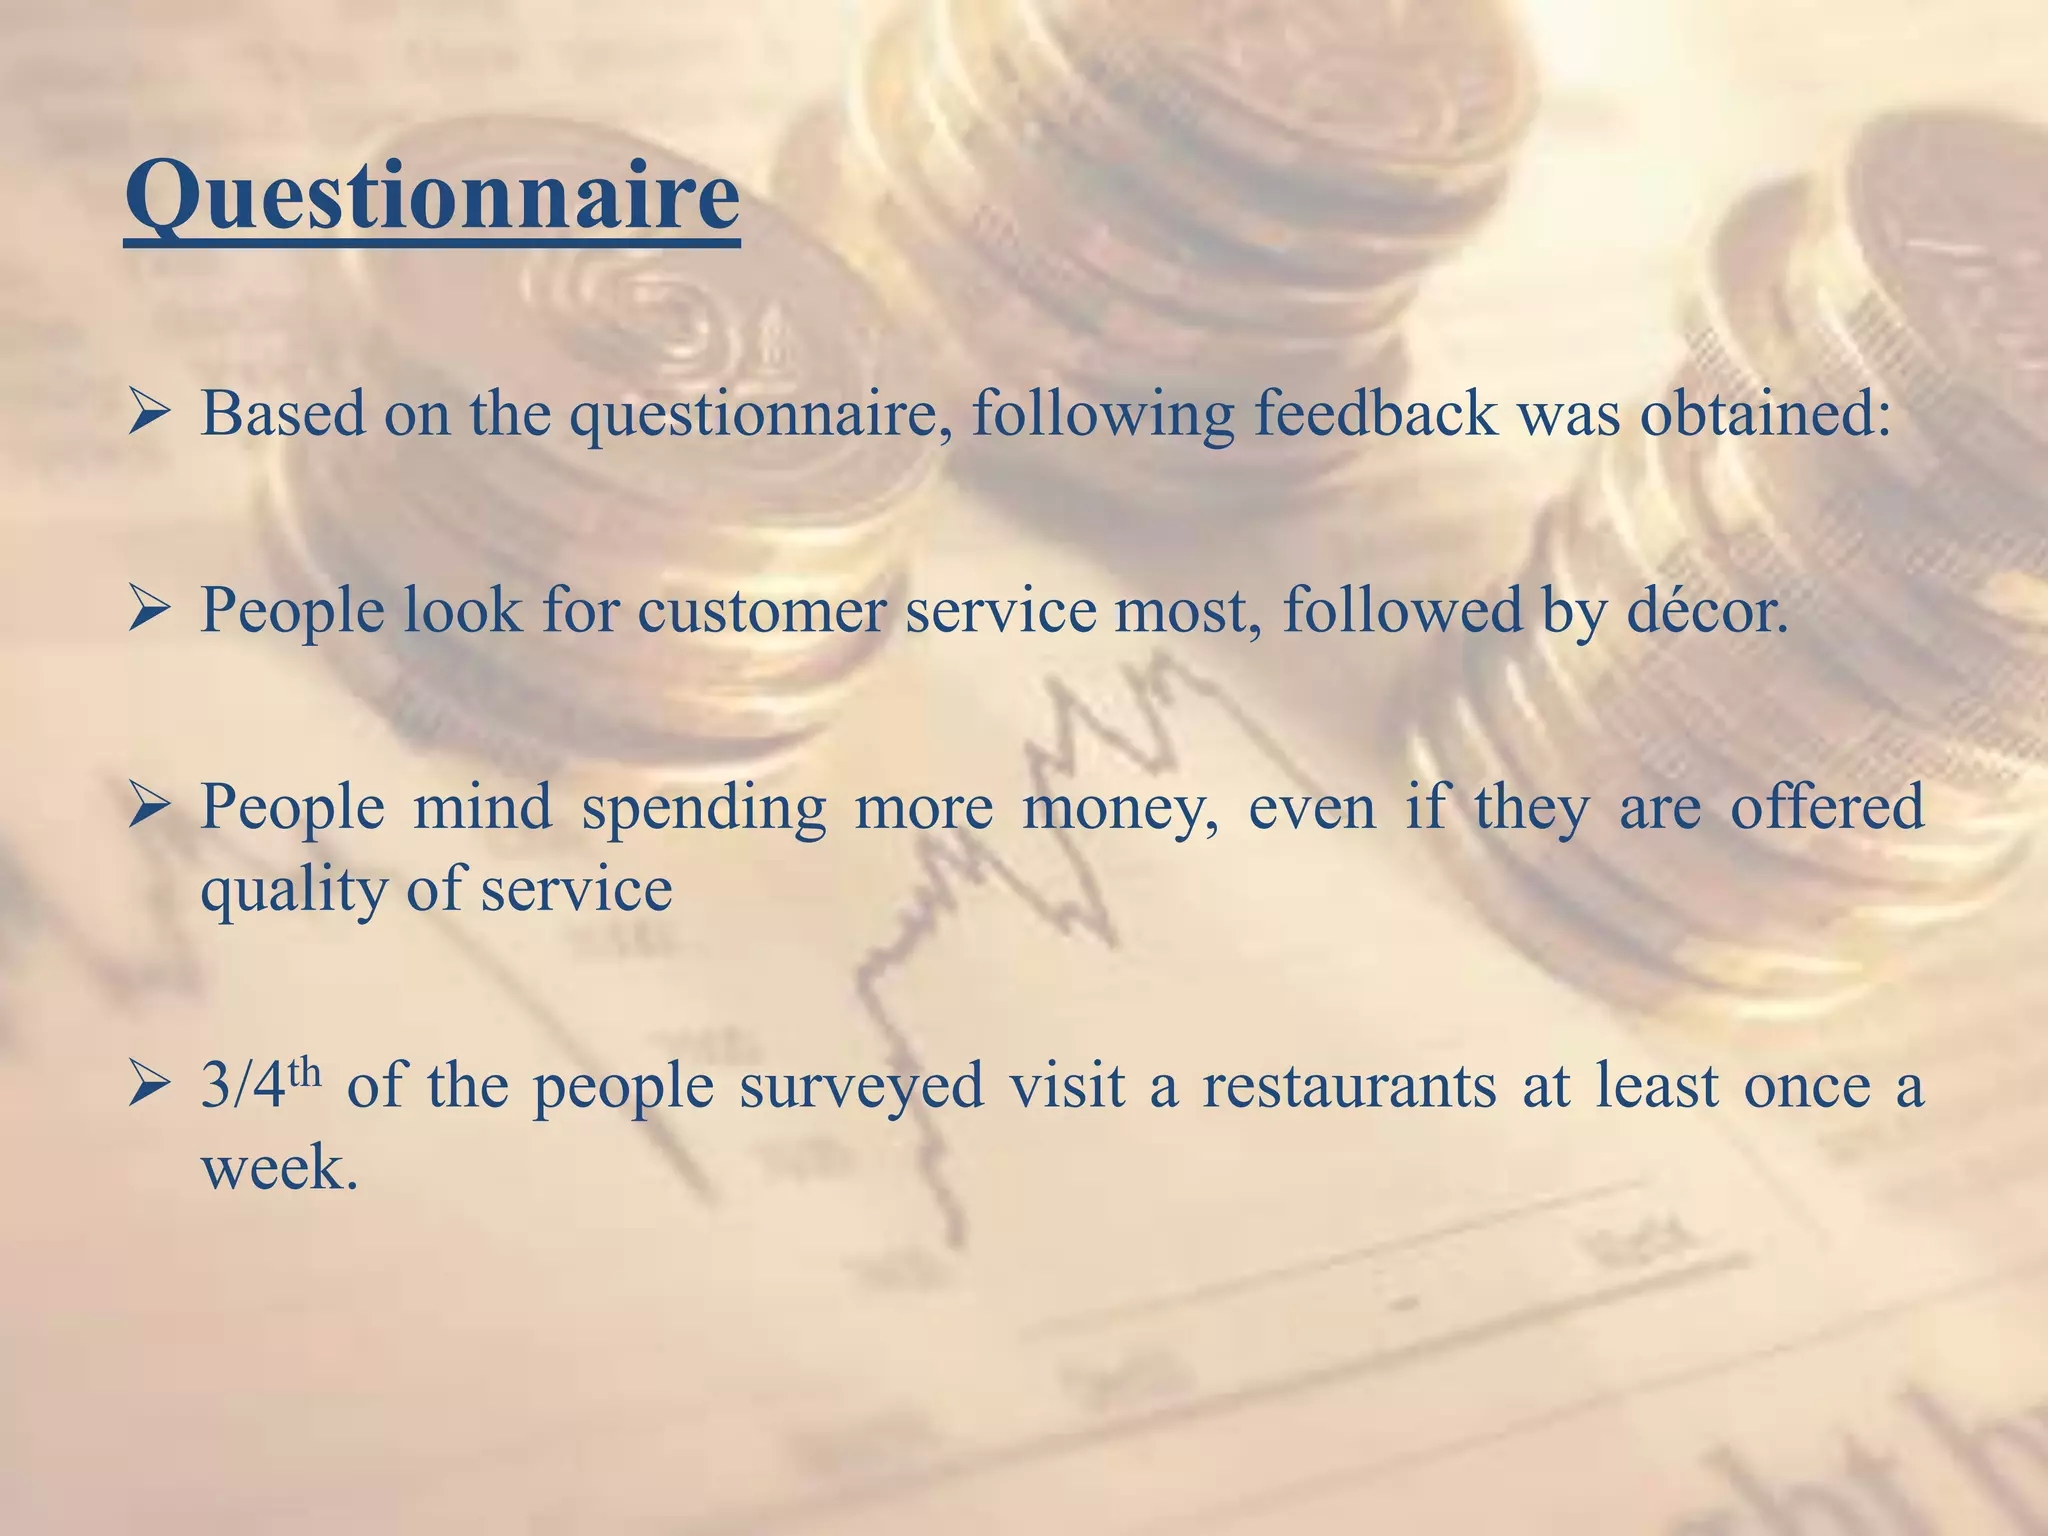 Questionnaire
➢ Based on the questionnaire, following feedback was obtained:
➢ People look for customer service most, followed by décor.
➢ People mind spending more money, even if they are offered
quality of service
➢ 3/4th of the people surveyed visit a restaurants at least once a
week.